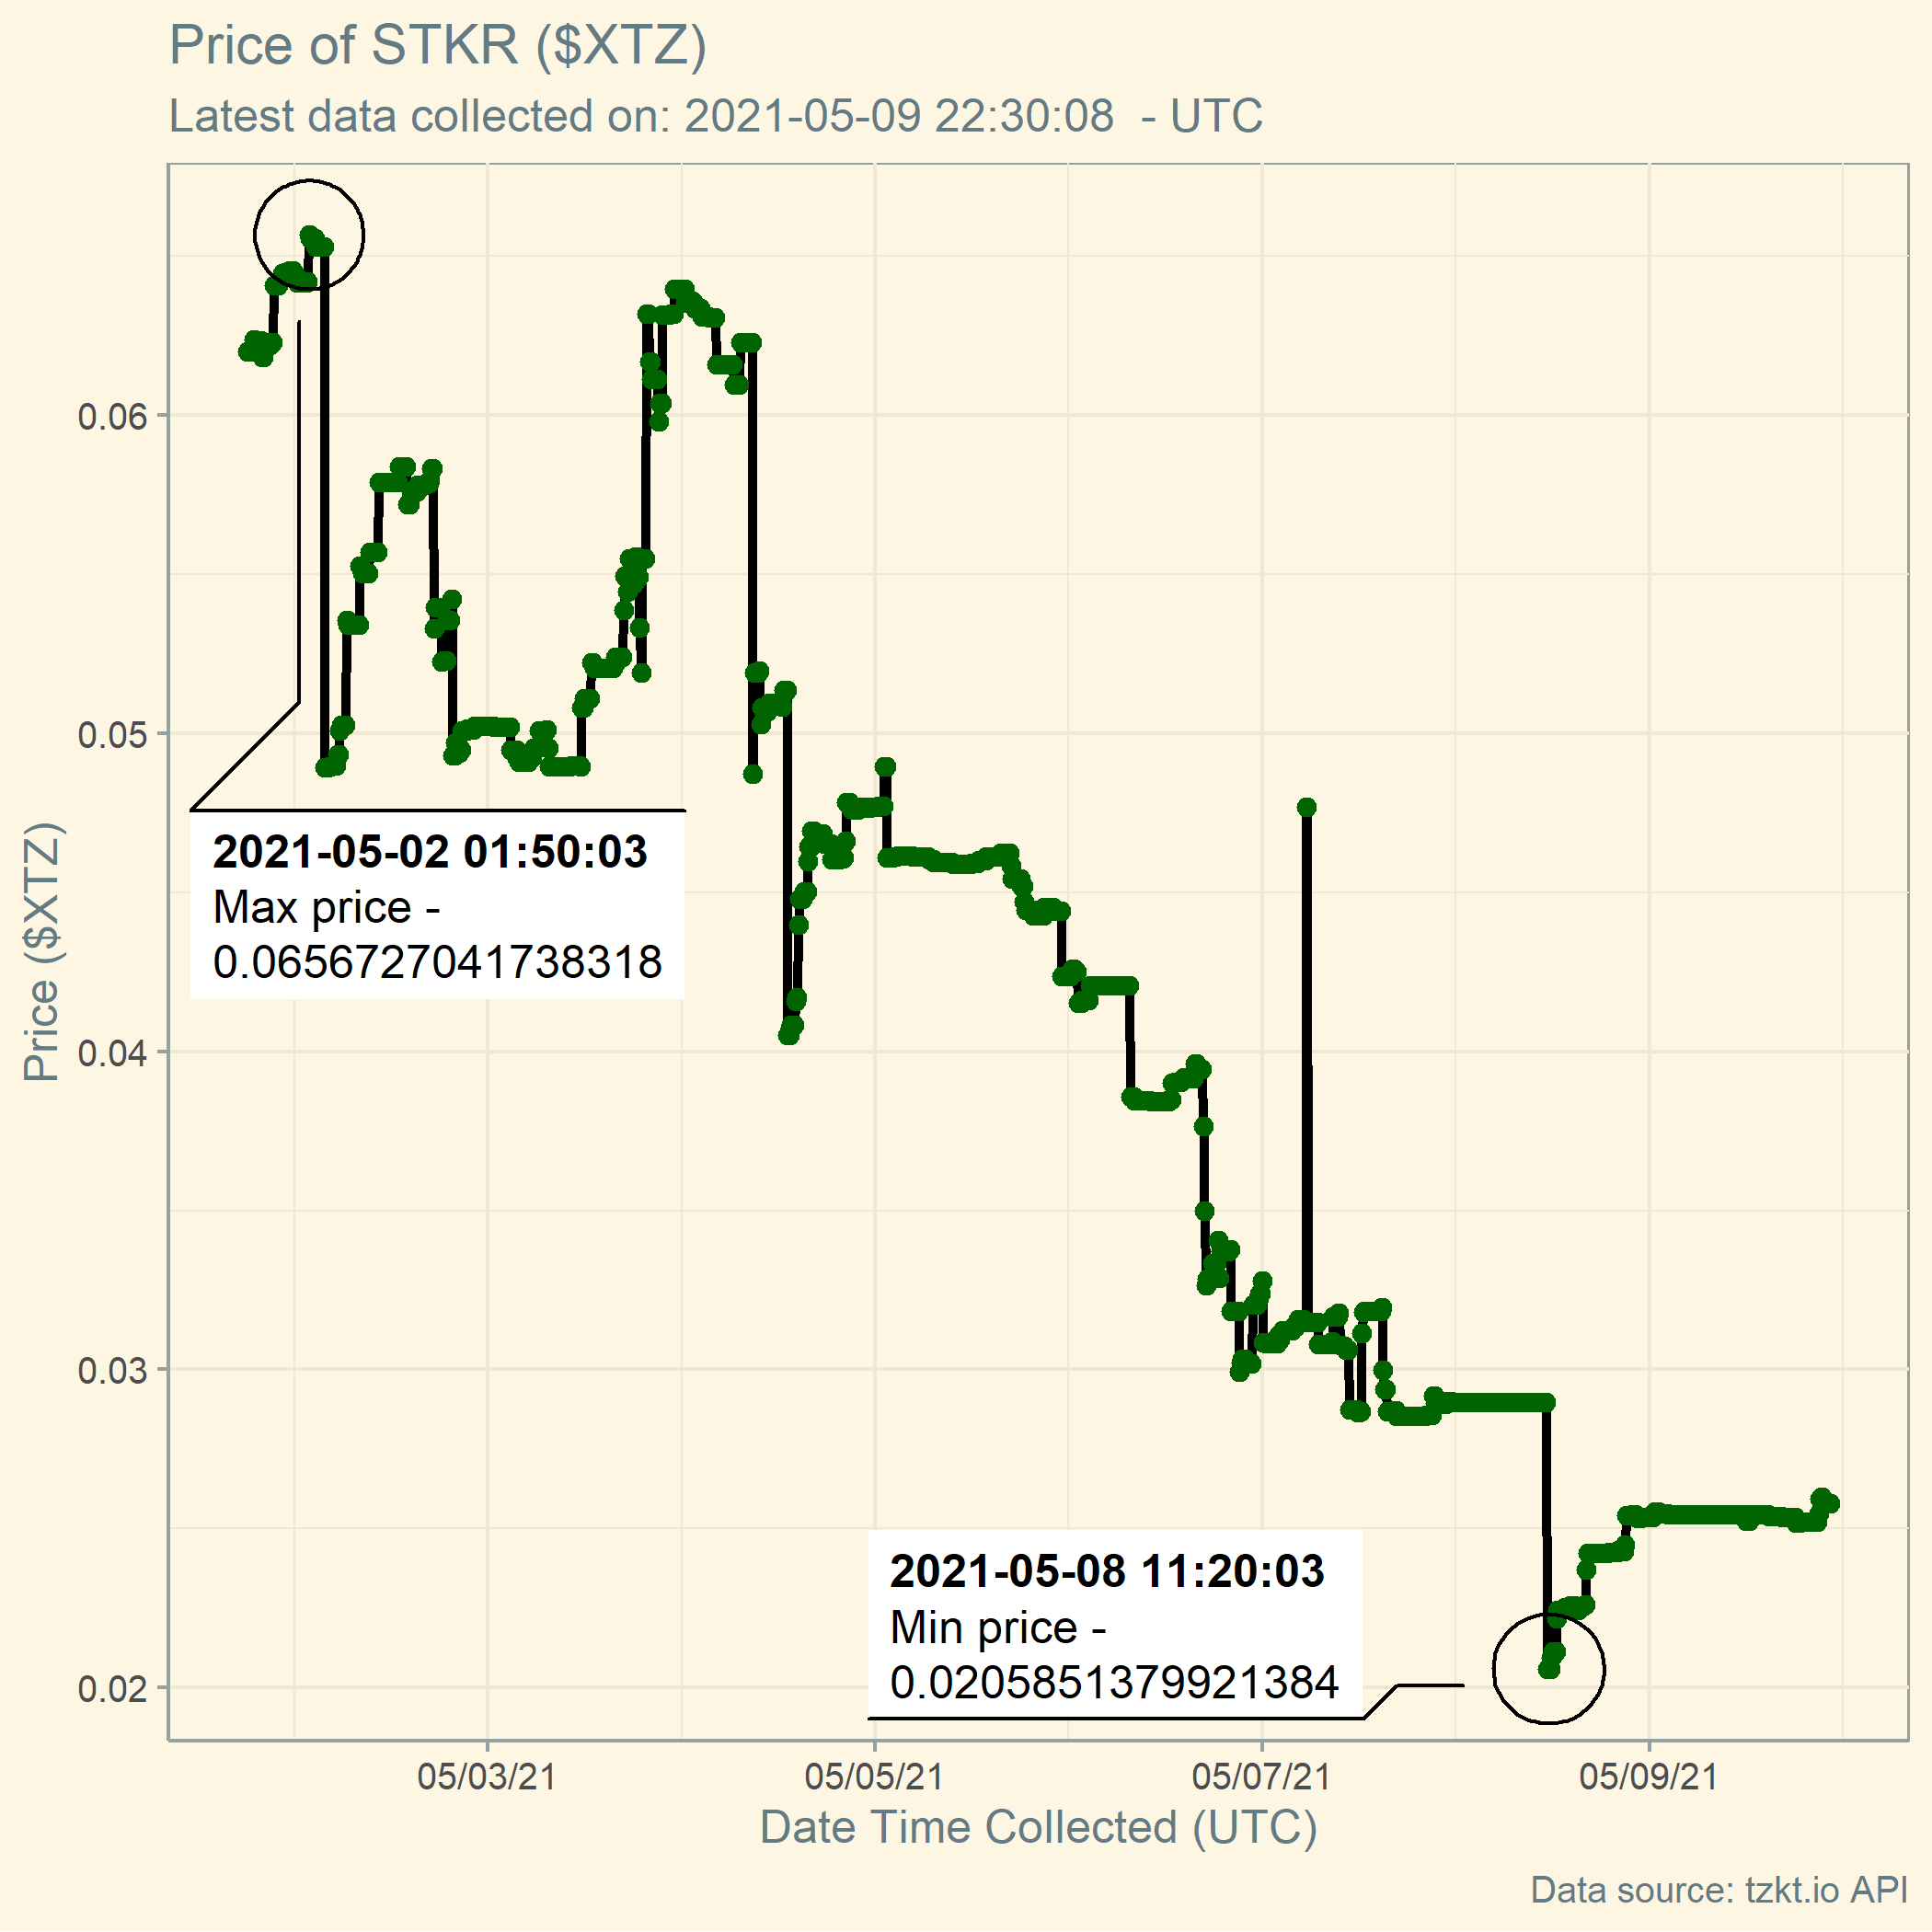 Price of STKR ($XTZ)
Latest data collected on: 2021-05-09 22:30:08  - UTC
Price ($XTZ)
0.06
0.05
0.04
0.03
0.02
2021-05-02 01:50:03
Max price -
0.0656727041738318
2021-05-08 11:20:03
Min price -
0.0205851379921384
05/03/21
05/05/21
05/07/21
05/09/21
Date Time Collected (UTC)
Data source: tzkt.io API